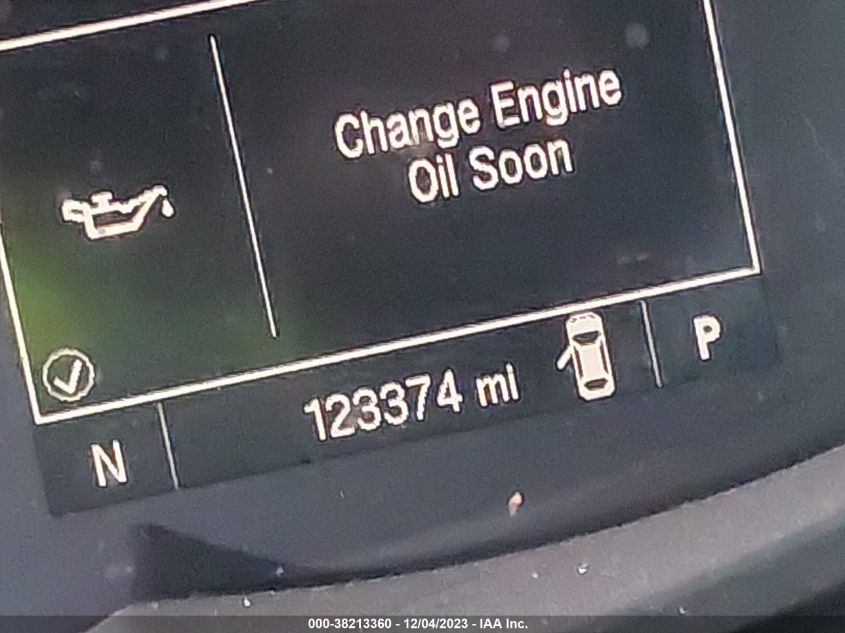 Change Engine
Oil Soon
N
123374 mi
P
000-38213360 - 12/04/2023 - IAA Inc.